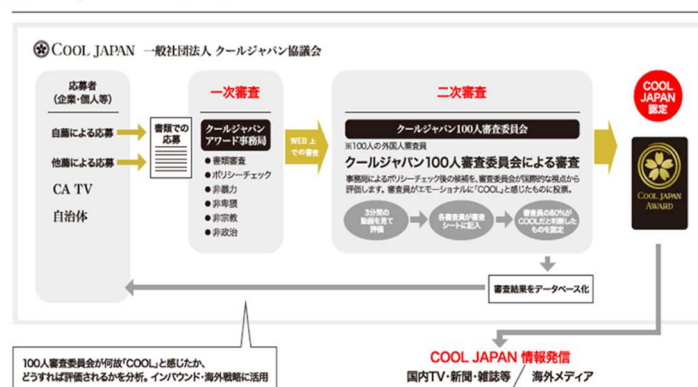 COOL JAPAN 一般社団法人 クールジャパン協議会
応募者
(企業・個人等)
自薦による応募
他薦による応募
CA TV
自治体
書類での
応募
一次審査
クールジャパン
アワード事務局
●書類審査
●ポリシーチェック
●非暴力
●非卑猥
●非宗教
●非政治
WEB上
での審査
二次審査
クールジャパン100人審査委員会
※100人の外国人審査員
クールジャパン100人審査委員会による審査
事務局によるポリシーチェック後の候補を、審査委員会が国際的な視点から
評価します。審査員がエモーショナルに「COOL」と感じたものに投票。
3分間の
動画を見て
評価
各審査員が審査
シートに記入
審査員の80%が
COOLだと判断した
ものを認定
COOL
JAPAN
認定
COOL JAPAN
AWARD
審査結果をデータベース化
100人審査委員会が何故「COOL」と感じたか、
どうすれば評価されるかを分析。インバウンド・海外戦略に活用
COOL JAPAN 情報発信
国内TV・新聞・雑誌等 / 海外メディア